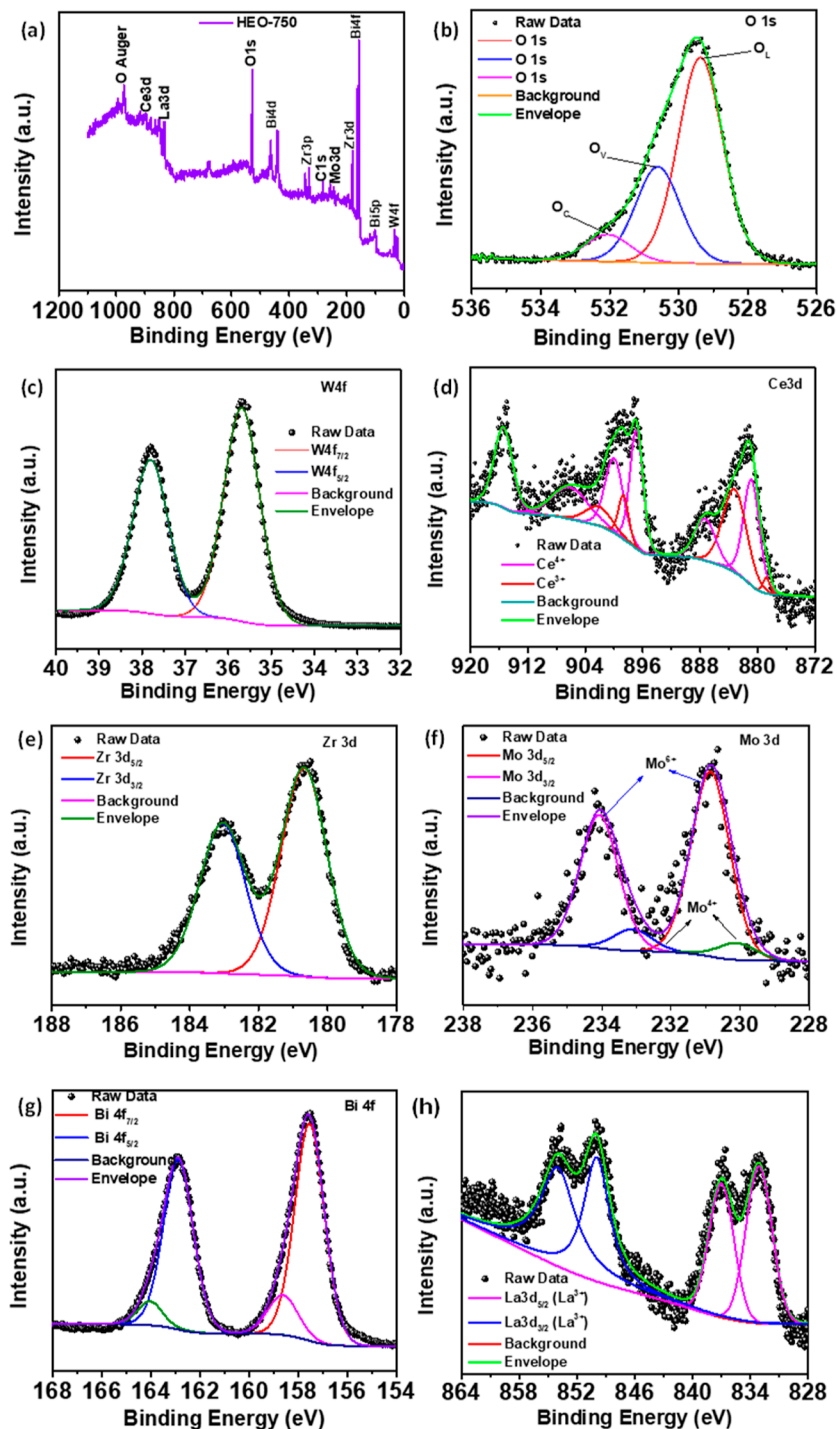 (a)
HEO-750
O Auger
Ce3d
La3d
O1s
Bi4d
Zr3p
C1s
Mo3d
Zr3d
Bi4f
Bi5p
W4f
Intensity (a.u.)
1200 1000 800 600 400 200 0
Binding Energy (eV)
(b)
Raw Data
O 1s
O 1s
O 1s
Background
Envelope
O 1s
O_L
O_V
O_C
Intensity (a.u.)
536 534 532 530 528 526
Binding Energy (eV)
(c)
W4f
Raw Data
W4f7/2
W4f5/2
Background
Envelope
Intensity (a.u.)
40 39 38 37 36 35 34 33 32
Binding Energy (eV)
(d)
Ce3d
Raw Data
Ce4+
Ce3+
Background
Envelope
Intensity (a.u.)
920 912 904 896 888 880 872
Binding Energy (eV)
(e)
Raw Data
Zr 3d5/2
Zr 3d3/2
Background
Envelope
Zr 3d
Intensity (a.u.)
188 186 184 182 180 178
Binding Energy (eV)
(f)
Raw Data
Mo 3d5/2
Mo 3d3/2
Background
Envelope
Mo 3d
Mo6+
Mo4+
Intensity (a.u.)
238 236 234 232 230 228
Binding Energy (eV)
(g)
Raw Data
Bi 4f7/2
Bi 4f5/2
Background
Envelope
Bi 4f
Intensity (a.u.)
168 166 164 162 160 158 156 154
Binding Energy (eV)
(h)
Raw Data
La3d5/2 (La3+)
La3d3/2 (La3+)
Background
Envelope
Intensity (a.u.)
864 858 852 846 840 834 828
Binding Energy (eV)